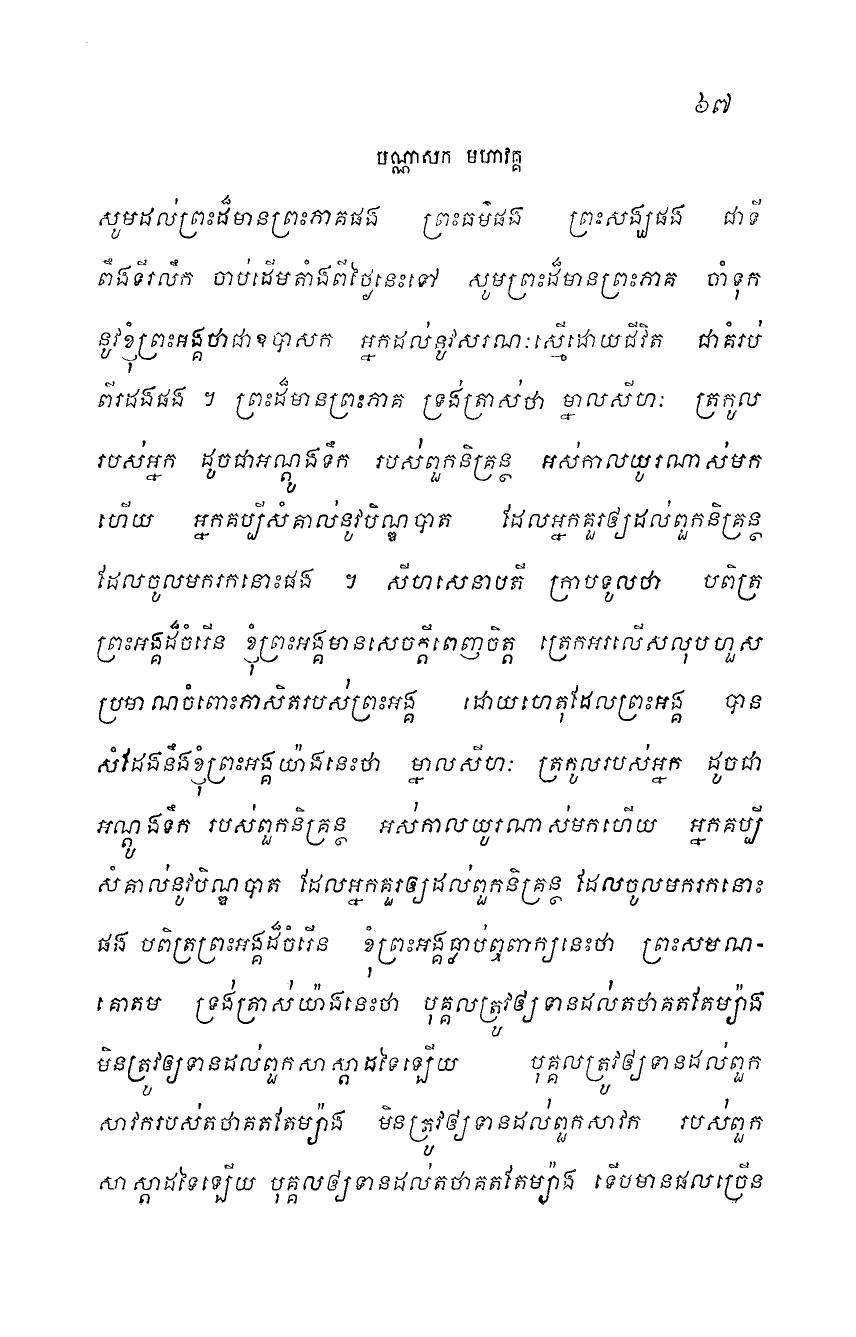 ៦៧
បណ្ណាសក មហាវគ្គ
សូមដល់ព្រះដ៏មានព្រះភាគផង ព្រះធម៌ផង ព្រះសង្ឃផង ជាទី
ពឹងទីរលឹក ចាប់ដើមតាំងពីថ្ងៃនេះទៅ សូមព្រះដ៏មានព្រះភាគ ចាំទុក
នូវខ្ញុំព្រះអង្គថាជាឧបាសក អ្នកដល់នូវសរណៈស្មើដោយជីវិត ជាគំរប់
ពីរដងផង ។ ព្រះដ៏មានព្រះភាគ ទ្រង់ត្រាស់ថា ម្នាលសីហៈ ត្រកូល
របស់អ្នក ដូចជាអណ្តូងទឹក របស់ពួកនិគ្រន្ថ អស់កាលយូរណាស់មក
ហើយ អ្នកគប្បីសំគាល់នូវបិណ្ឌបាត ដែលអ្នកគួរឲ្យដល់ពួកនិគ្រន្ថ
ដែលចូលមករកនោះផង ។ សីហសេនាបតី ក្រាបទូលថា បពិត្រ
ព្រះអង្គដ៏ចំរើន ខ្ញុំព្រះអង្គមានសេចក្តីពេញចិត្ត ត្រេកអរលើសលុបហួស
ប្រមាណចំពោះភាសិតរបស់ព្រះអង្គ ដោយហេតុដែលព្រះអង្គ បាន
សំដែងនឹងខ្ញុំព្រះអង្គយ៉ាងនេះថា ម្នាលសីហៈ ត្រកូលរបស់អ្នក ដូចជា
អណ្តូងទឹក របស់ពួកនិគ្រន្ថ អស់កាលយូរណាស់មកហើយ អ្នកគប្បី
សំគាល់នូវបិណ្ឌបាត ដែលអ្នកគួរឲ្យដល់ពួកនិគ្រន្ថ ដែលចូលមករកនោះ
ផង បពិត្រព្រះអង្គដ៏ចំរើន ខ្ញុំព្រះអង្គធ្លាប់ឮពាក្យនេះថា ព្រះសមណ-
គោតម ទ្រង់ត្រាស់យ៉ាងនេះថា បុគ្គលត្រូវឲ្យទានដល់តថាគតតែម្យ៉ាង
មិនត្រូវឲ្យទានដល់ពួកសាស្តាដទៃឡើយ បុគ្គលត្រូវឲ្យទានដល់ពួក
សាវករបស់តថាគតតែម្យ៉ាង មិនត្រូវឲ្យទានដល់ពួកសាវក របស់ពួក
សាស្តាដទៃឡើយ បុគ្គលឲ្យទានដល់តថាគតតែម្យ៉ាង ទើបមានផលច្រើន